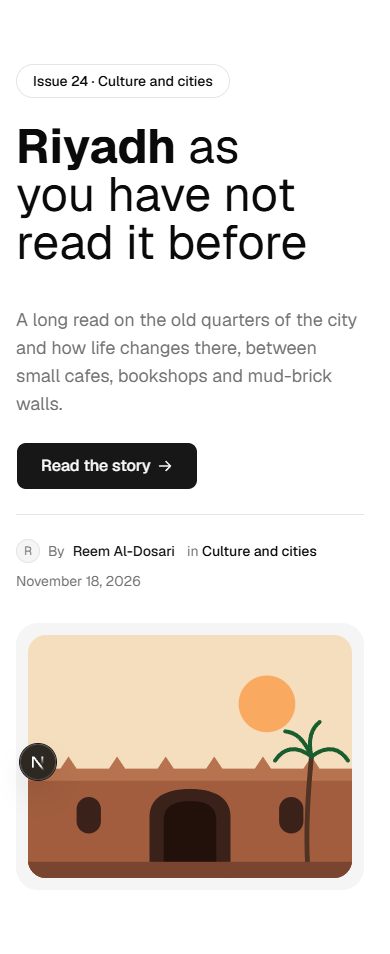 Issue 24 · Culture and cities
Riyadh as
you have not
read it before
A long read on the old quarters of the city
and how life changes there, between
small cafes, bookshops and mud-brick
walls.
Read the story →
R By Reem Al-Dosari in Culture and cities
November 18, 2026
N